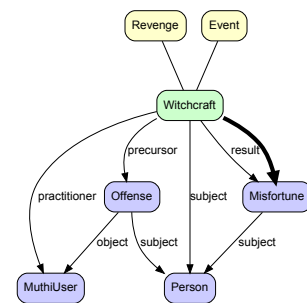 Revenge Event
Witchcraft
result
precursor
practitioner Offense subject Misfortune
object subject subject
MuthiUser Person